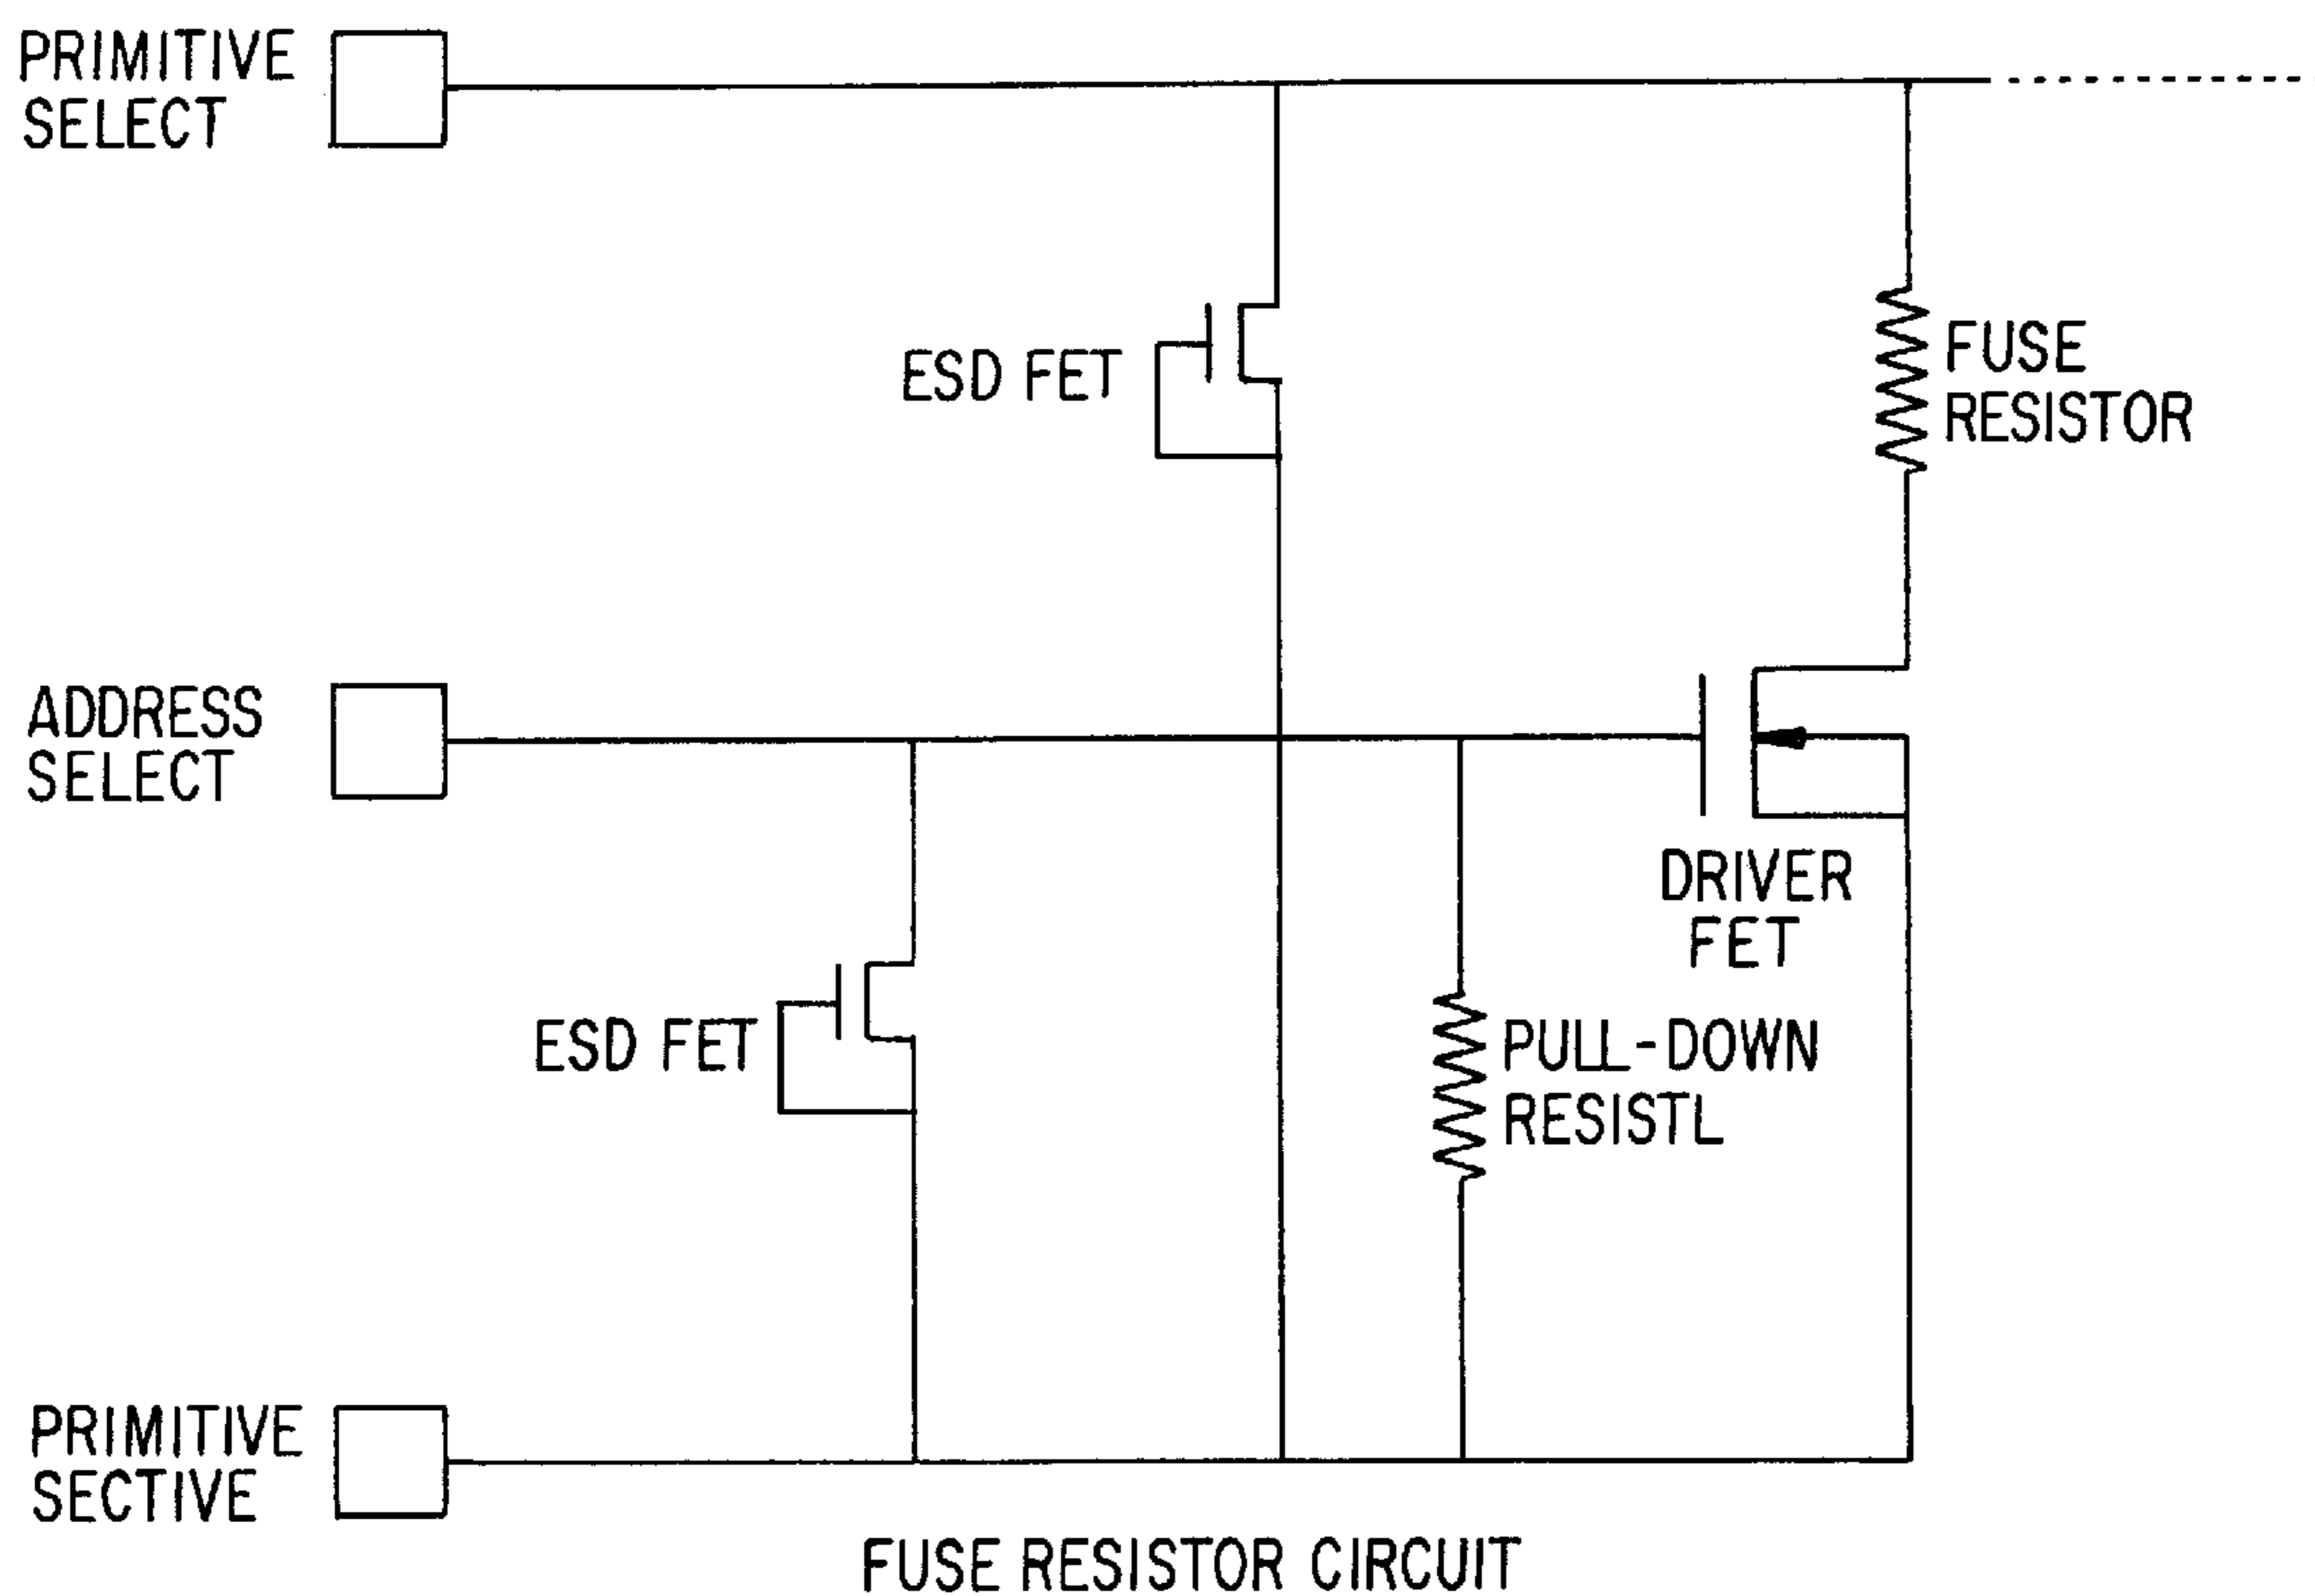 PRIMITIVE
SELECT
ESD FET
FUSE
RESISTOR
ADDRESS
SELECT
DRIVER
FET
ESD FET
PULL-DOWN
RESISTL
PRIMITIVE
SECTIVE
FUSE RESISTOR CIRCUIT